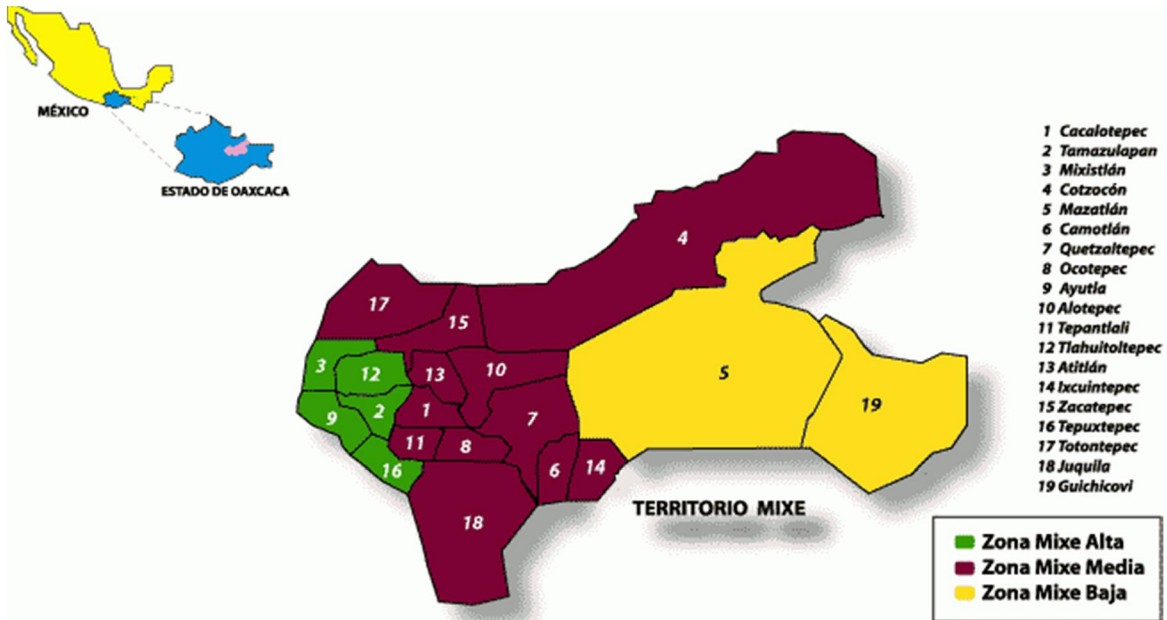 MÉXICO
ESTADO DE OAXCACA
1 Cacalotepec
2 Tamazulapan
3 Mixistlán
4 Cotzocón
5 Mazatlán
6 Camotlán
7 Quetzaltepec
8 Ocotepec
9 Ayutla
10 Alotepec
11 Tepantlali
12 Tlahuitoltepec
13 Atitlán
14 Ixcuintepec
15 Zacatepec
16 Tepuxtepec
17 Totontepec
18 Juquila
19 Guichicovi
4
17
15
3
12
13
10
5
2
1
7
19
9
11
8
16
6
14
18
TERRITORIO MIXE
Zona Mixe Alta
Zona Mixe Media
Zona Mixe Baja